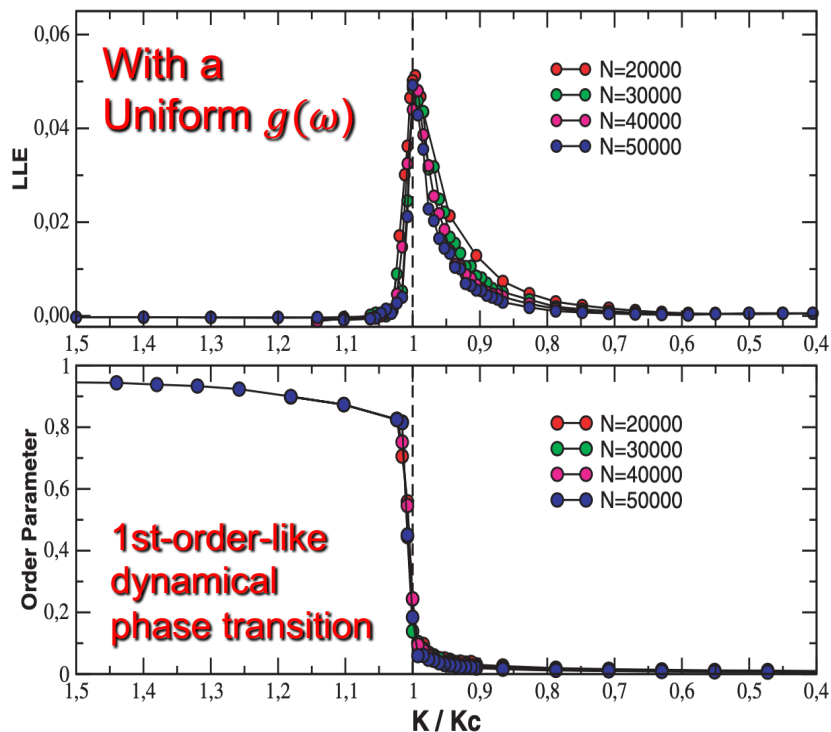 0,06
0,04
0,02
0,00
LLE
With a
Uniform g(ω)
N=20000
N=30000
N=40000
N=50000
1,5 1,4 1,3 1,2 1,1 1 0,9 0,8 0,7 0,6 0,5 0,4
1
0,8
0,6
0,4
0,2
0
Order Parameter
N=20000
N=30000
N=40000
N=50000
1st-order-like
dynamical
phase transition
1,5 1,4 1,3 1,2 1,1 1 0,9 0,8 0,7 0,6 0,5 0,4
K / Kc